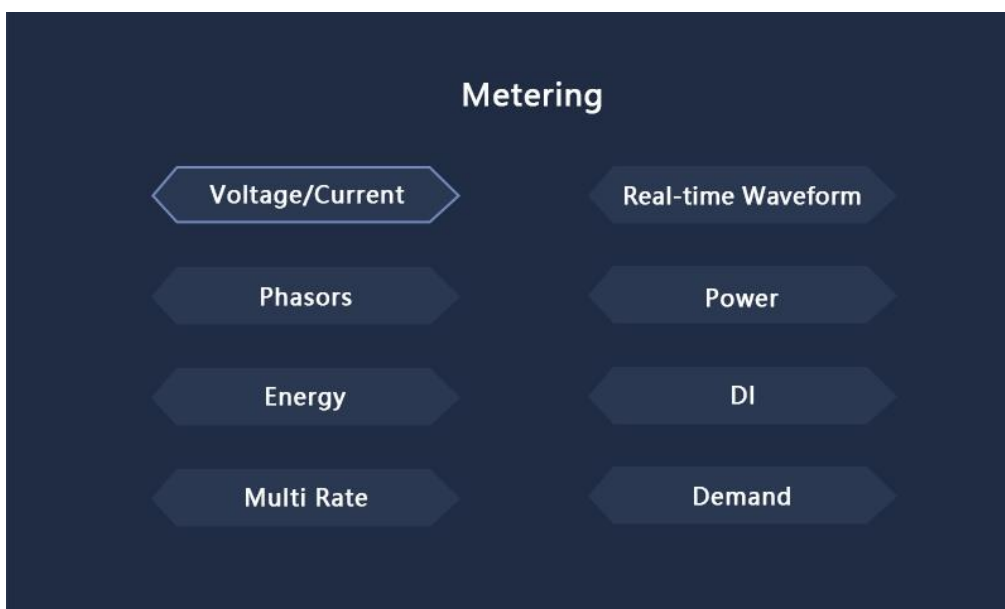 Metering
Voltage/Current
Real-time Waveform
Phasors
Power
Energy
DI
Multi Rate
Demand